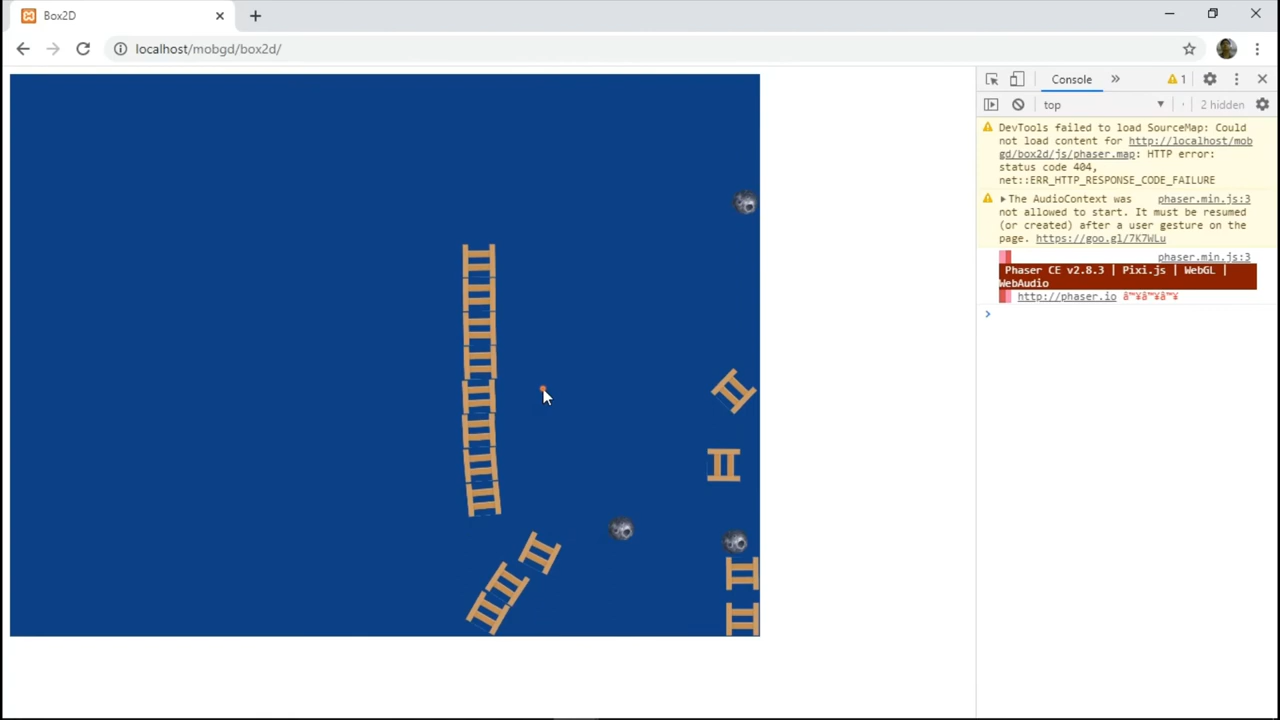 Box2D
localhost/mobgd/box2d/
Console
1
top
2 hidden
DevTools failed to load SourceMap: Could
not load content for http://localhost/mob
gd/box2d/js/phaser.map: HTTP error:
status code 404,
net::ERR_HTTP_RESPONSE_CODE_FAILURE
The AudioContext was phaser.min.js:3
not allowed to start. It must be resumed
(or created) after a user gesture on the
page. https://goo.gl/7K7WLu
phaser.min.js:3
Phaser CE v2.8.3 | Pixi.js | WebGL |
WebAudio
http://phaser.io â™¥â™¥â™¥